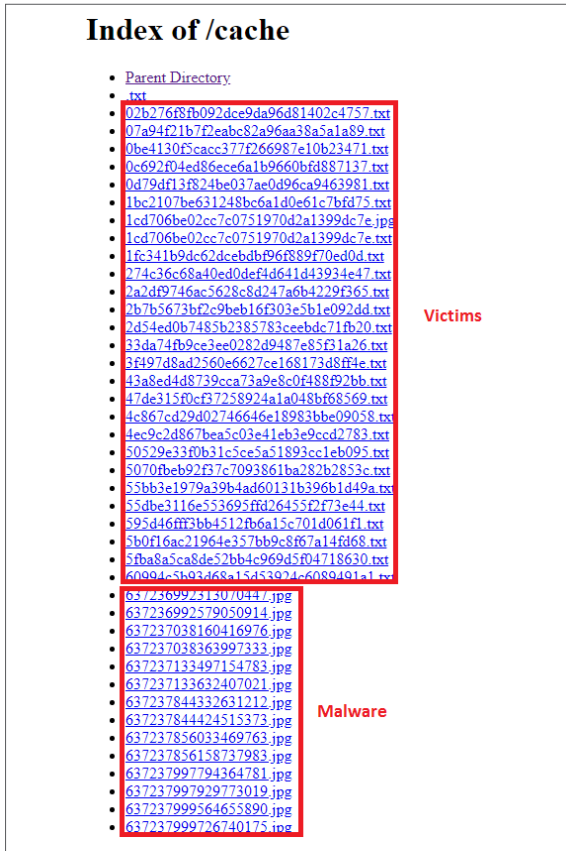 Index of /cache
Parent Directory
.txt
02b276f8fb092dce9da96d81402c4757.txt
07a94f21b7f2eabc82a96aa38a5a1a89.txt
0be4130f5cacc377f266987e10b23471.txt
0c692f04ed86ece6a1b9660bfd887137.txt
0d79df13f824be037ae0d96ca9463981.txt
1bc2107be631248bc6a1d0e61c7bfd75.txt
1cd706be02cc7c0751970d2a1399dc7e.jpg
1cd706be02cc7c0751970d2a1399dc7e.txt
1fc341b9dc62dcebdbf96f889f70ed0d.txt
274c36c68a40ed0def4d641d43934e47.txt
2a2df9746ac5628c8d247a6b4229f365.txt
2b7b5673bf2c9beb16f303e5b1e092dd.txt
2d54ed0b7485b2385783ceebdc71fb20.txt
Victims
33da74fb9ce3ee0282d9487e85f31a26.txt
3f497d8ad2560e6627ce168173d8ff4e.txt
43a8ed4d8739cca73a9e8c0f488f92bb.txt
47de315f0cf37258924a1a048bf68569.txt
4c867cd29d02746646e18983bbe09058.txt
4ec9c2d867bea5c03e41eb3e9ccd2783.txt
50529e33f0b31c5ce5a51893cc1eb095.txt
5070fbeb92f37c7093861ba282b2853c.txt
55bb3e1979a39b4ad60131b396b1d49a.txt
55dbe3116e553695ffd26455f2f73e44.txt
595d46fff3bb4512fb6a15c701d061f1.txt
5b0f16ac21964e357bb9c8f67a14fd68.txt
5fba8a5ca8de52bb4c969d5f04718630.txt
60994c5b93d68a15d53924c6089491a1.txt
637236992313070447.jpg
637236992579050914.jpg
637237038160416976.jpg
637237038363997333.jpg
637237133497154783.jpg
637237133632407021.jpg
637237844332631212.jpg
Malware
637237844424515373.jpg
637237856033469763.jpg
637237856158737983.jpg
637237997794364781.jpg
637237997929773019.jpg
637237999564655890.jpg
637237999726740175.jpg